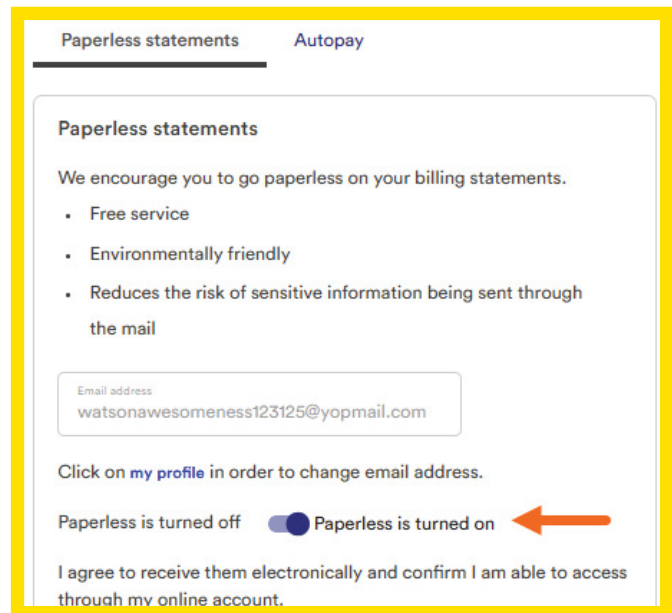 Paperless statements Autopay
Paperless statements
We encourage you to go paperless on your billing statements.
• Free service
• Environmentally friendly
• Reduces the risk of sensitive information being sent through
the mail
Email address
watsonawesomeness123125@yopmail.com
Click on my profile in order to change email address.
Paperless is turned off Paperless is turned on
I agree to receive them electronically and confirm I am able to access
through my online account.